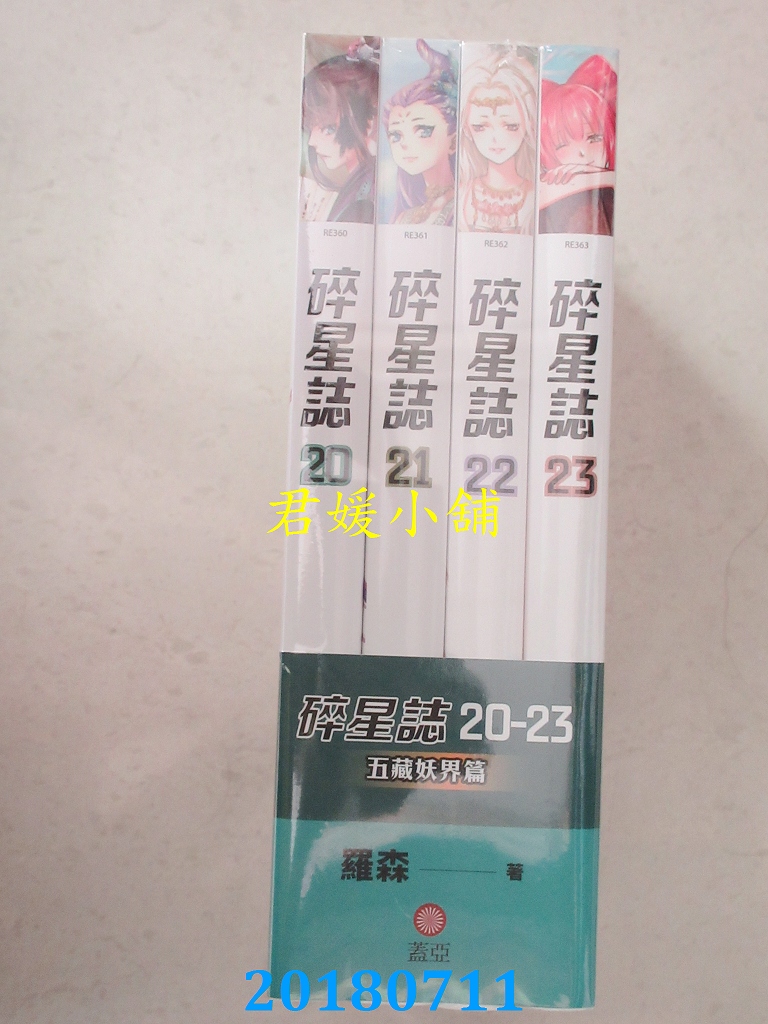 RE360
碎星誌
20
RE361
碎星誌
21
RE362
碎星誌
22
RE363
碎星誌
23
君媛小舖
碎星誌 20-23
五藏妖界篇
羅森 著
蓋亞
20180711